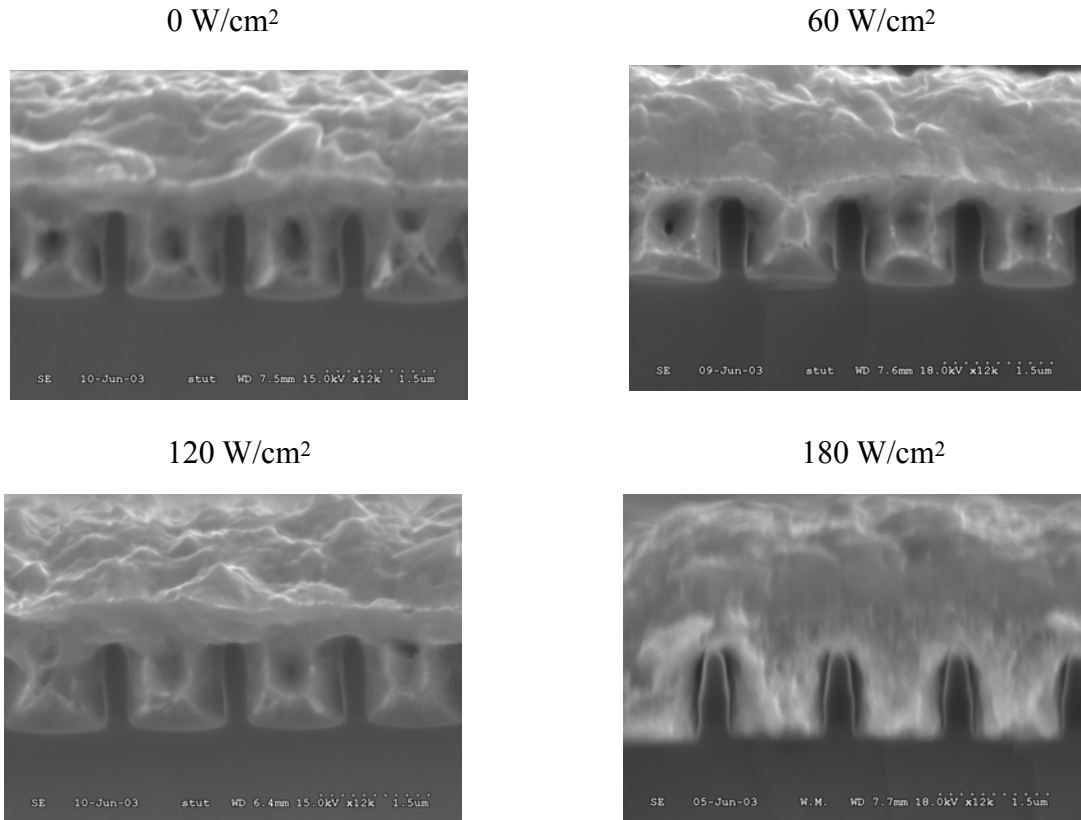 0 W/cm²
60 W/cm²
SE 10-Jun-03 stut WD 7.5mm 15.0kV x12k 1.5um
SE 09-Jun-03 stut WD 7.6mm 18.0kV x12k 1.5um
120 W/cm²
180 W/cm²
SE 10-Jun-03 stut WD 6.4mm 15.0kV x12k 1.5um
SE 05-Jun-03 W.M. WD 7.7mm 18.0kV x12k 1.5um